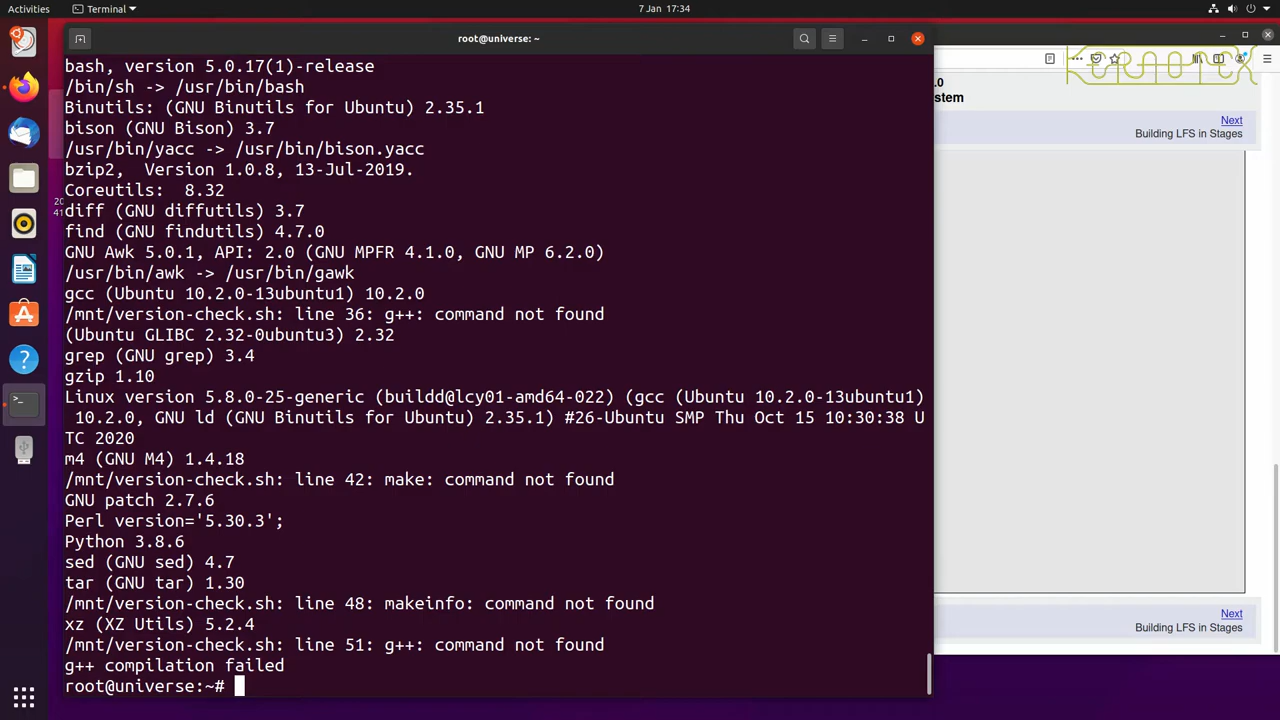 Activities
Terminal
7 Jan 17:34
root@universe: ~
bash, version 5.0.17(1)-release
/bin/sh -> /usr/bin/bash
Binutils: (GNU Binutils for Ubuntu) 2.35.1
bison (GNU Bison) 3.7
/usr/bin/yacc -> /usr/bin/bison.yacc
bzip2,  Version 1.0.8, 13-Jul-2019.
Coreutils:  8.32
diff (GNU diffutils) 3.7
find (GNU findutils) 4.7.0
GNU Awk 5.0.1, API: 2.0 (GNU MPFR 4.1.0, GNU MP 6.2.0)
/usr/bin/awk -> /usr/bin/gawk
gcc (Ubuntu 10.2.0-13ubuntu1) 10.2.0
/mnt/version-check.sh: line 36: g++: command not found
(Ubuntu GLIBC 2.32-0ubuntu3) 2.32
grep (GNU grep) 3.4
gzip 1.10
Linux version 5.8.0-25-generic (buildd@lcy01-amd64-022) (gcc (Ubuntu 10.2.0-13ubuntu1)
 10.2.0, GNU ld (GNU Binutils for Ubuntu) 2.35.1) #26-Ubuntu SMP Thu Oct 15 10:30:38 U
TC 2020
m4 (GNU M4) 1.4.18
/mnt/version-check.sh: line 42: make: command not found
GNU patch 2.7.6
Perl version='5.30.3';
Python 3.8.6
sed (GNU sed) 4.7
tar (GNU tar) 1.30
/mnt/version-check.sh: line 48: makeinfo: command not found
xz (XZ Utils) 5.2.4
/mnt/version-check.sh: line 51: g++: command not found
g++ compilation failed
root@universe:~#
20
41
.0
stem
Next
Building LFS in Stages
Next
Building LFS in Stages